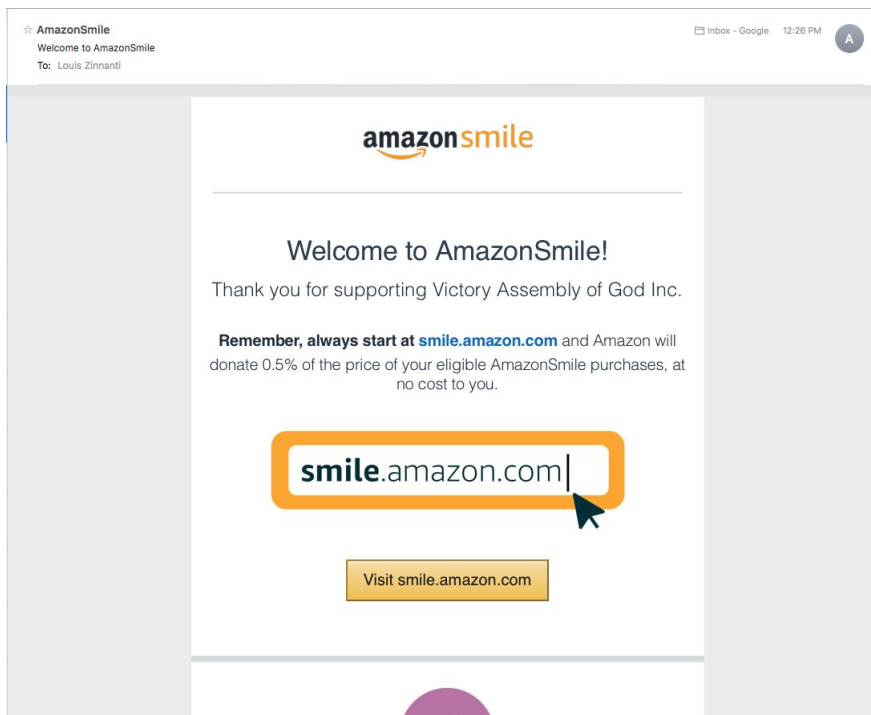 AmazonSmile
Inbox - Google 12:26 PM
A
Welcome to AmazonSmile
To: Louis Zinnanti
amazonsmile
Welcome to AmazonSmile!
Thank you for supporting Victory Assembly of God Inc.
Remember, always start at smile.amazon.com and Amazon will
donate 0.5% of the price of your eligible AmazonSmile purchases, at
no cost to you.
smile.amazon.com
Visit smile.amazon.com